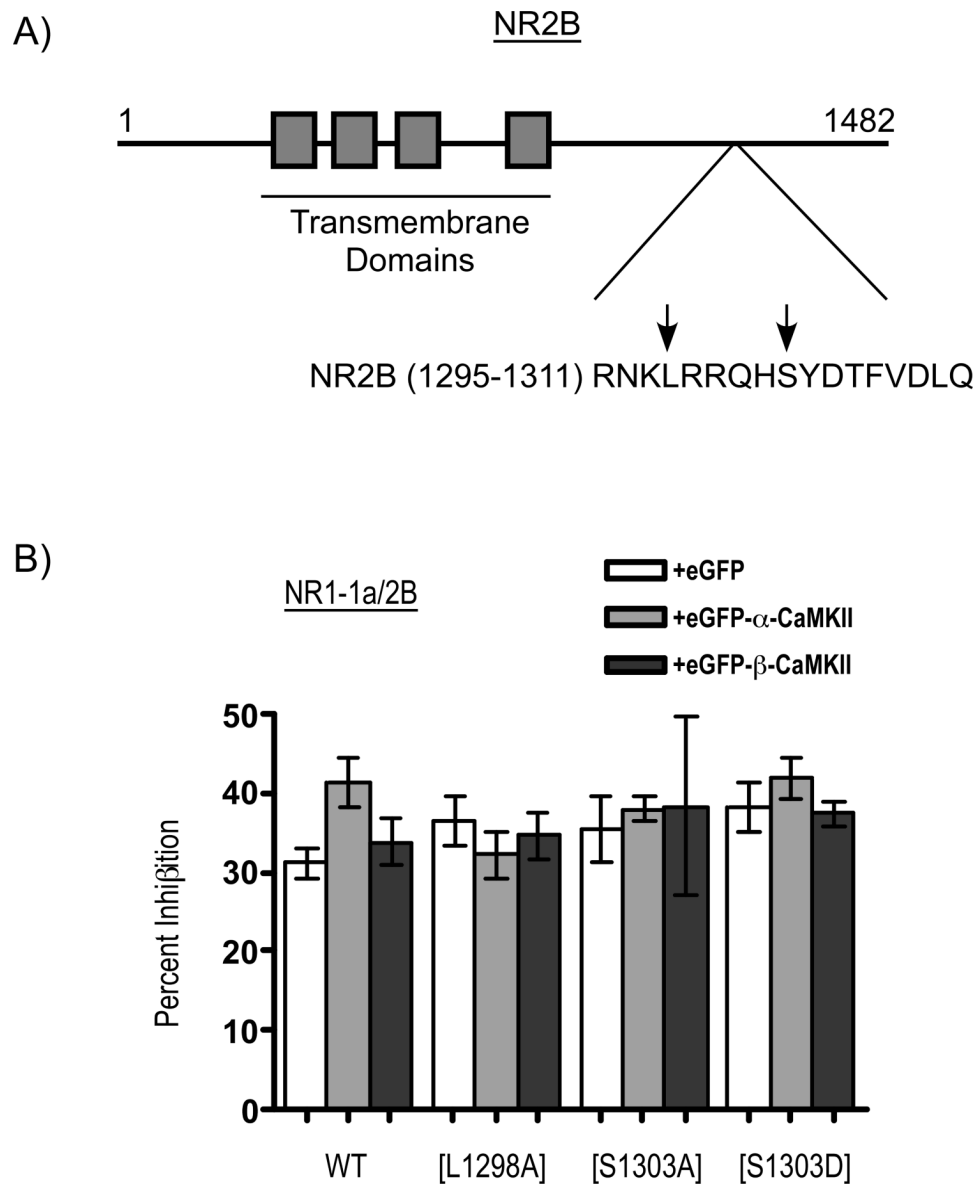 A)
NR2B
1
1482
Transmembrane
Domains
NR2B (1295-1311) RNKLRRQHSYDTFVDLQ
B)
NR1-1a/2B
+eGFP
+eGFP-α-CaMKII
+eGFP-β-CaMKII
Percent Inhiβition
50
40
30
20
10
0
WT
[L1298A]
[S1303A]
[S1303D]